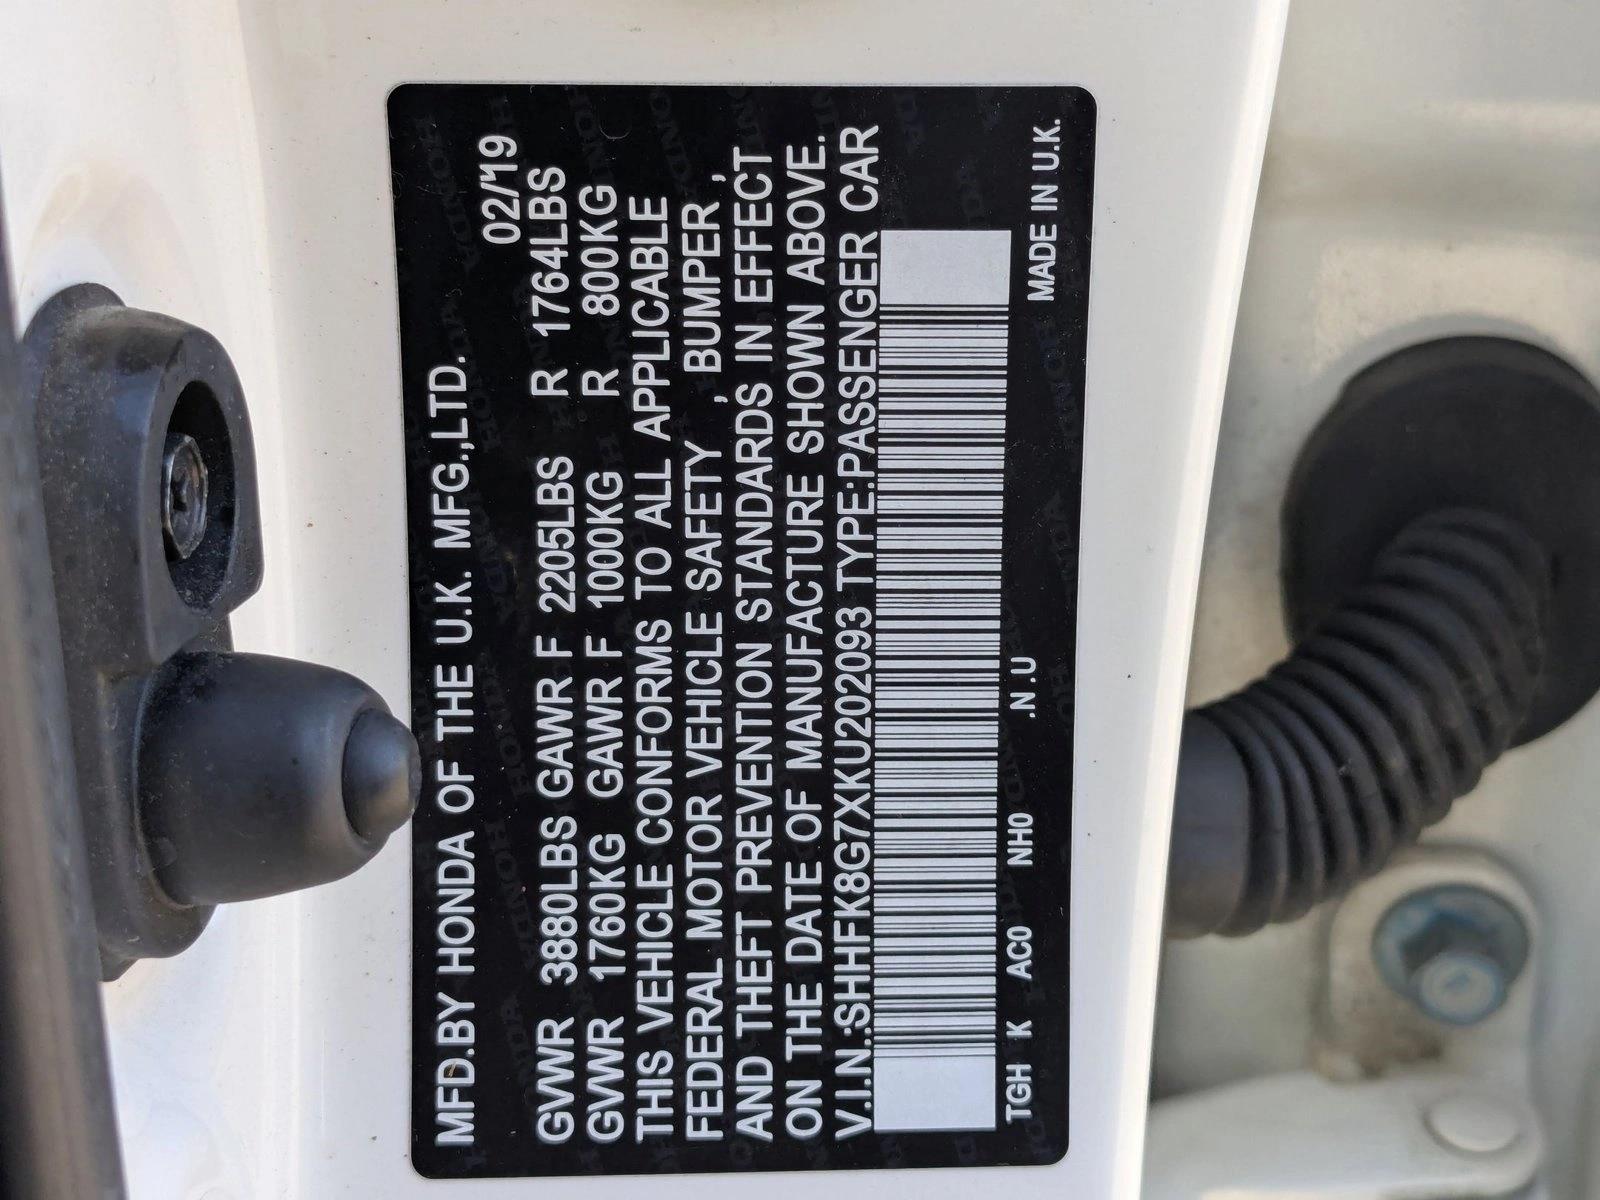 MFD.BY HONDA OF THE U.K. MFG.,LTD.
02/19
GVWR 3880LBS GAWR F 2205LBS R 1764LBS
GVWR 1760KG GAWR F 1000KG R 800KG
THIS VEHICLE CONFORMS TO ALL APPLICABLE
FEDERAL MOTOR VEHICLE SAFETY , BUMPER ,
AND THEFT PREVENTION STANDARDS IN EFFECT
ON THE DATE OF MANUFACTURE SHOWN ABOVE.
V.I.N.:SHHFK8G7XKU202093 TYPE:PASSENGER CAR
TGH K AC0 NH0 .N .U MADE IN U.K.